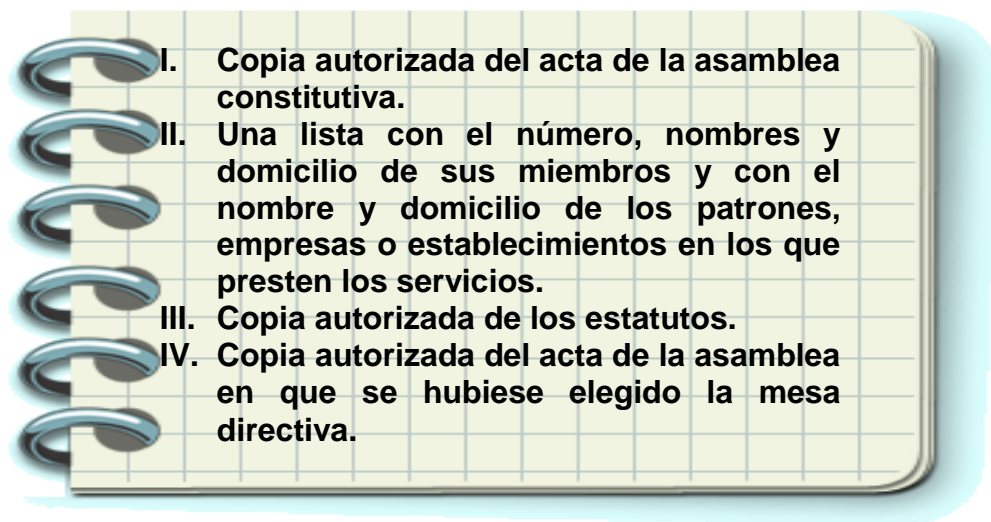 I. Copia autorizada del acta de la asamblea
constitutiva.
II. Una lista con el número, nombres y
domicilio de sus miembros y con el
nombre y domicilio de los patrones,
empresas o establecimientos en los que
presten los servicios.
III. Copia autorizada de los estatutos.
IV. Copia autorizada del acta de la asamblea
en que se hubiese elegido la mesa
directiva.